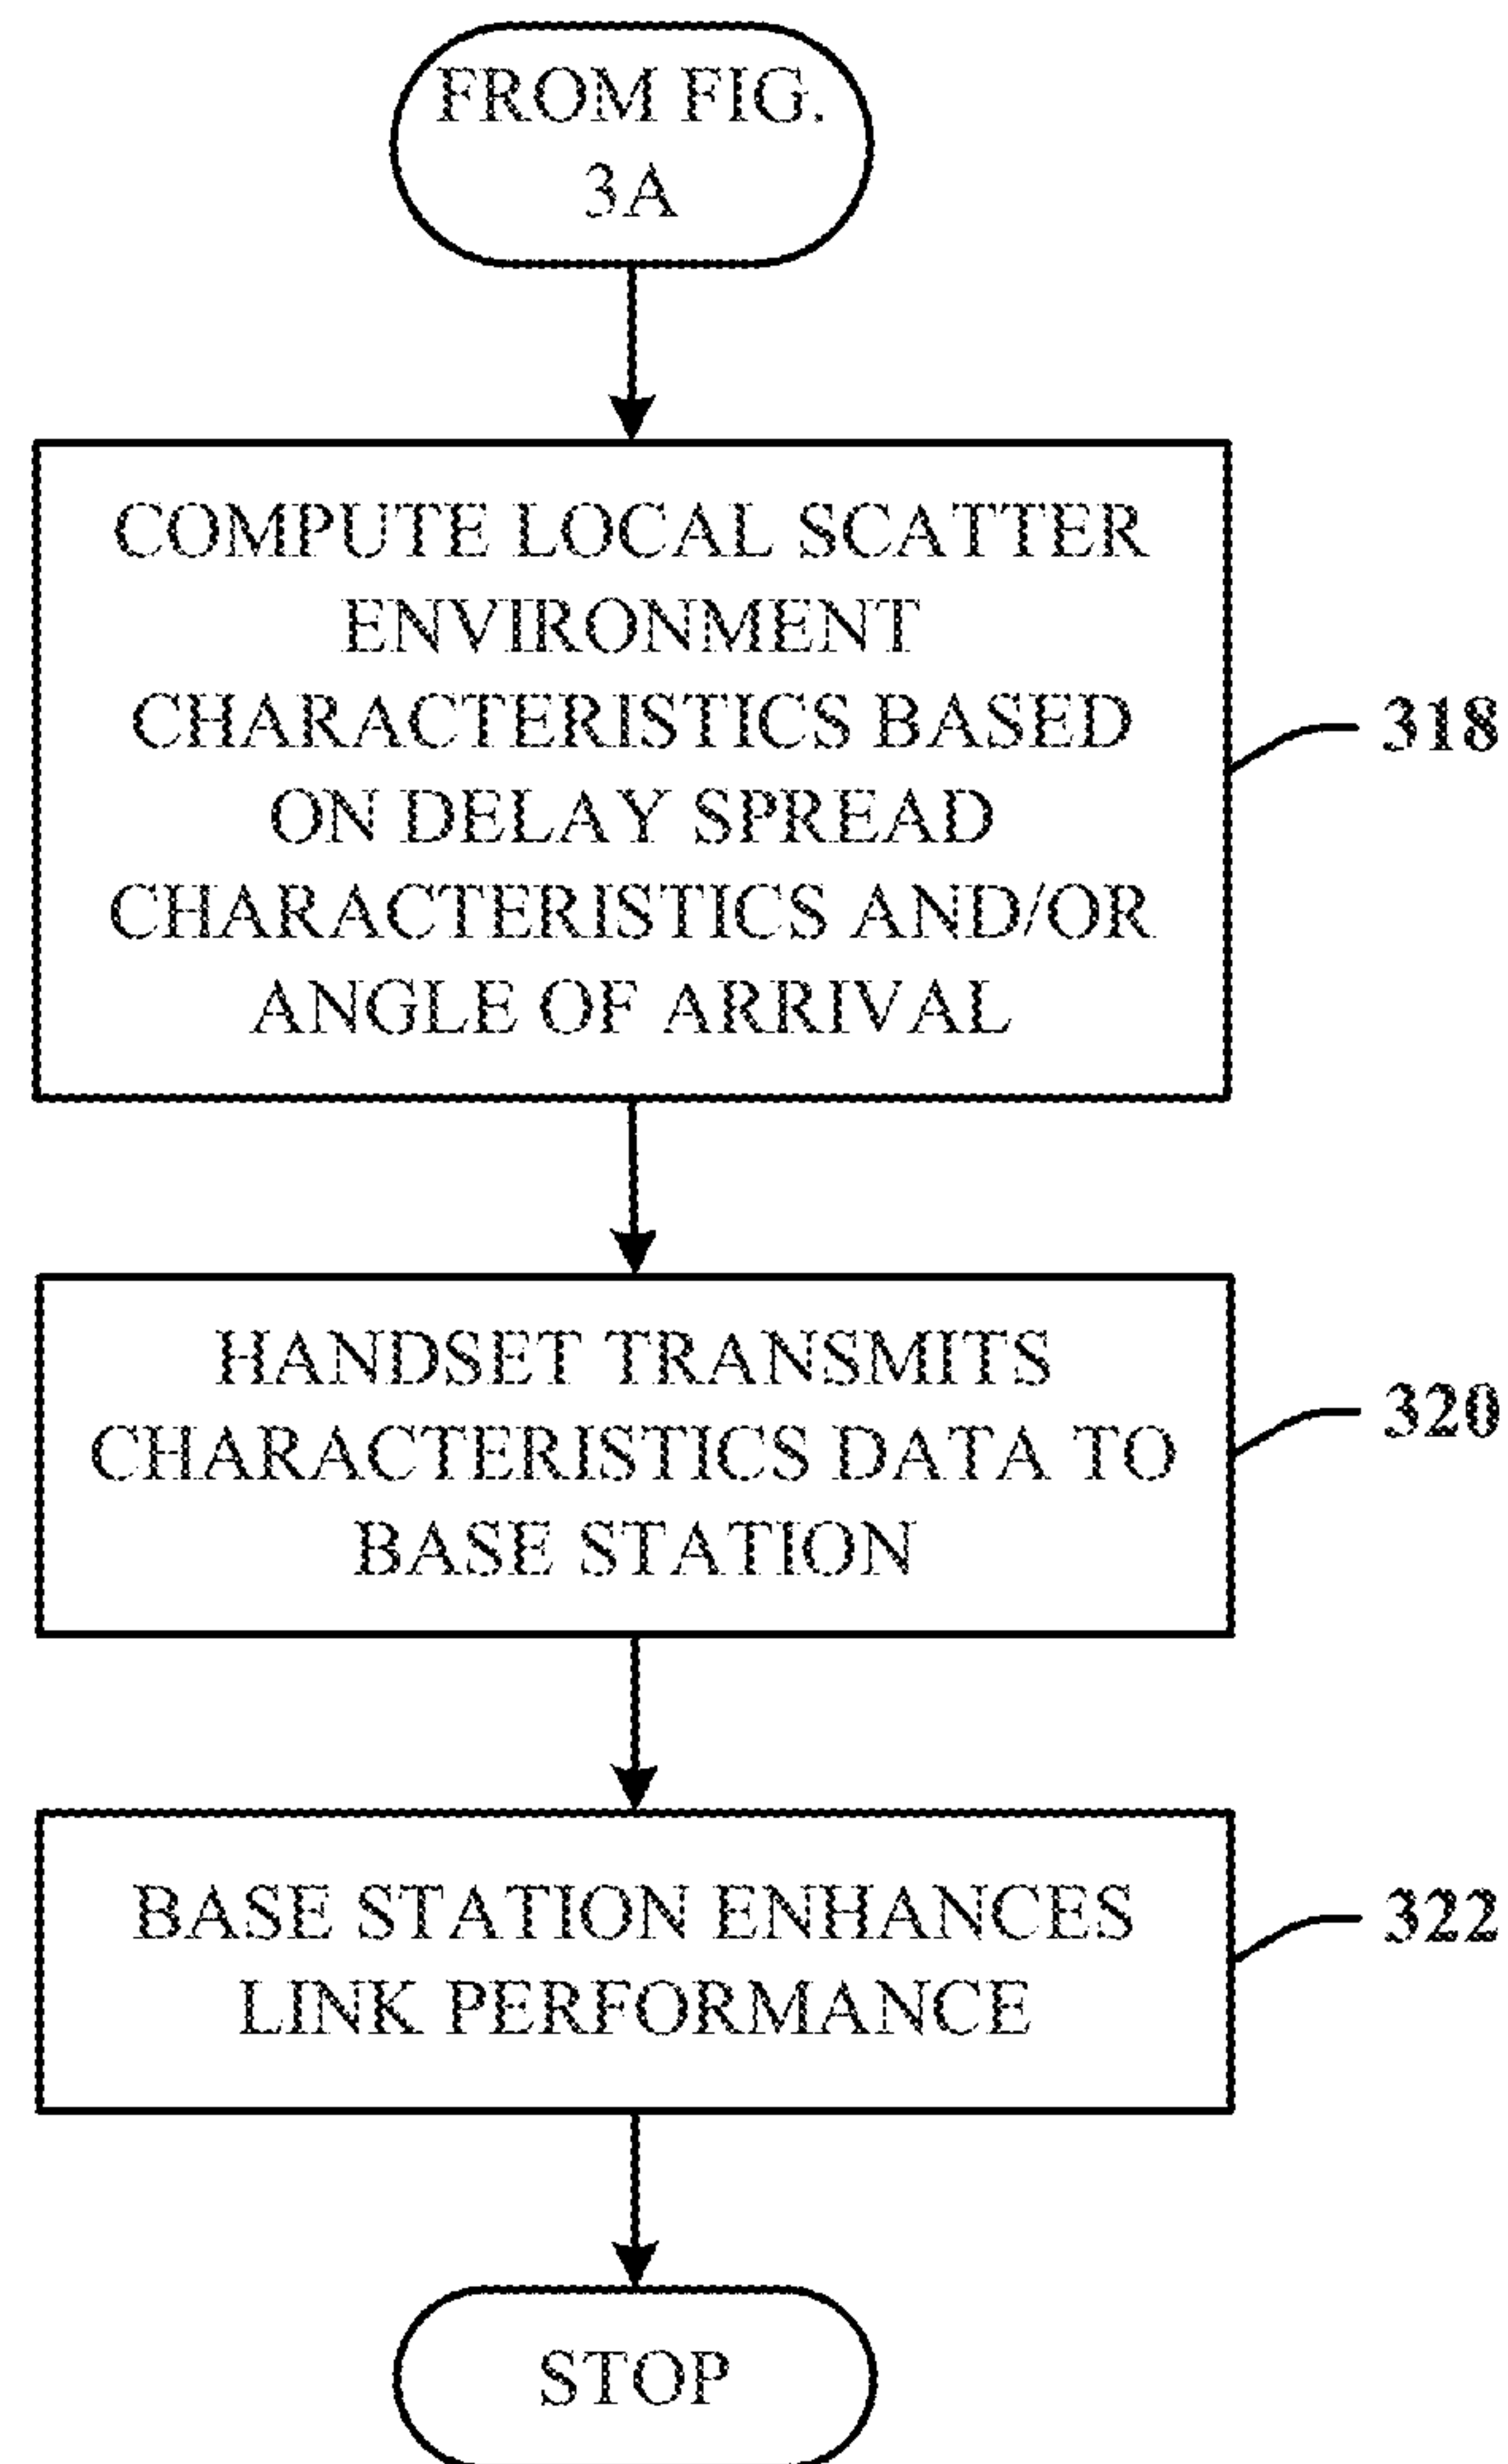 FROM FIG.
3A
COMPUTE LOCAL SCATTER
ENVIRONMENT
CHARACTERISTICS BASED
ON DELAY SPREAD
CHARACTERISTICS AND/OR
ANGLE OF ARRIVAL
318
HANDSET TRANSMITS
CHARACTERISTICS DATA TO
BASE STATION
320
BASE STATION ENHANCES
LINK PERFORMANCE
322
STOP